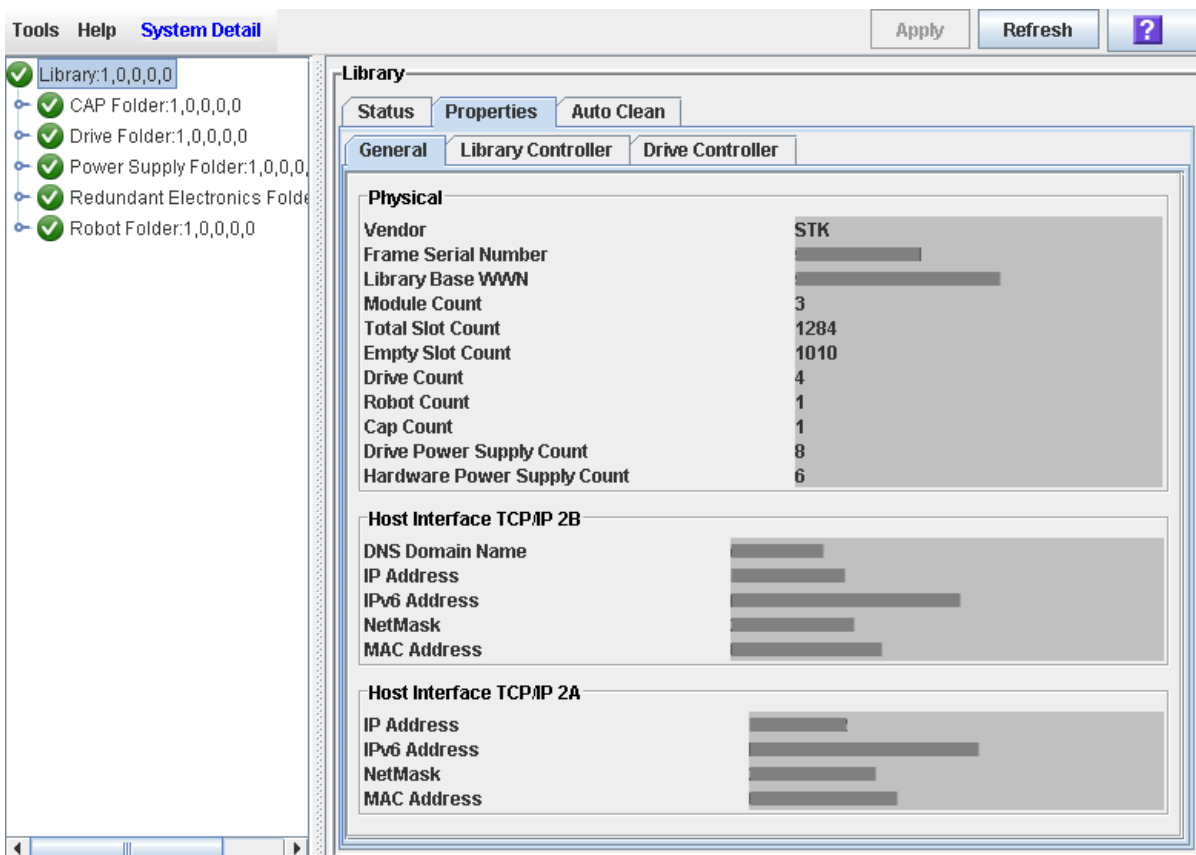 Tools Help System Detail Apply Refresh ?
Library:1,0,0,0,0
CAP Folder:1,0,0,0,0
Drive Folder:1,0,0,0,0
Power Supply Folder:1,0,0,0,
Redundant Electronics Folde
Robot Folder:1,0,0,0,0
Library
Status Properties Auto Clean
General Library Controller Drive Controller
Physical
Vendor STK
Frame Serial Number
Library Base WWN
Module Count 3
Total Slot Count 1284
Empty Slot Count 1010
Drive Count 4
Robot Count 1
Cap Count 1
Drive Power Supply Count 8
Hardware Power Supply Count 6
Host Interface TCP/IP 2B
DNS Domain Name
IP Address
IPv6 Address
NetMask
MAC Address
Host Interface TCP/IP 2A
IP Address
IPv6 Address
NetMask
MAC Address